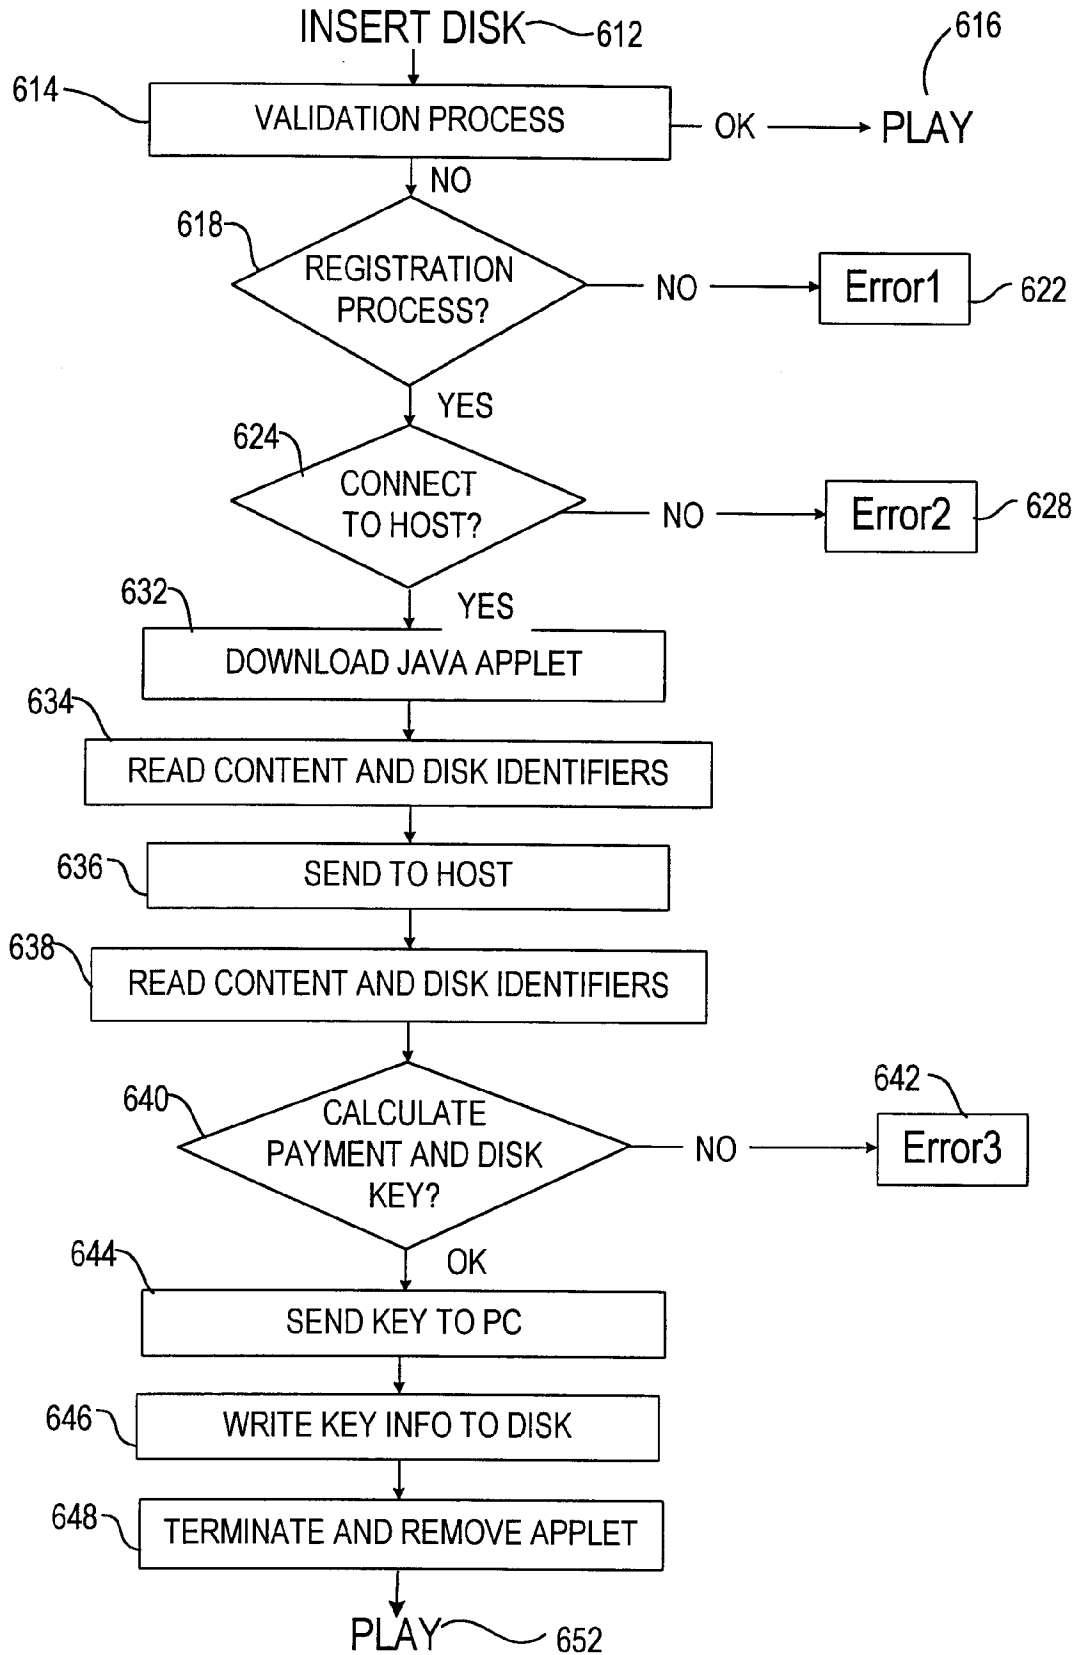 INSERT DISK
612
616
614
VALIDATION PROCESS
OK
PLAY
NO
618
REGISTRATION
PROCESS?
NO
Error1
622
YES
624
CONNECT
TO HOST?
NO
Error2
628
632
YES
DOWNLOAD JAVA APPLET
634
READ CONTENT AND DISK IDENTIFIERS
636
SEND TO HOST
638
READ CONTENT AND DISK IDENTIFIERS
640
CALCULATE
PAYMENT AND DISK
KEY?
NO
642
Error3
644
OK
SEND KEY TO PC
646
WRITE KEY INFO TO DISK
648
TERMINATE AND REMOVE APPLET
PLAY
652